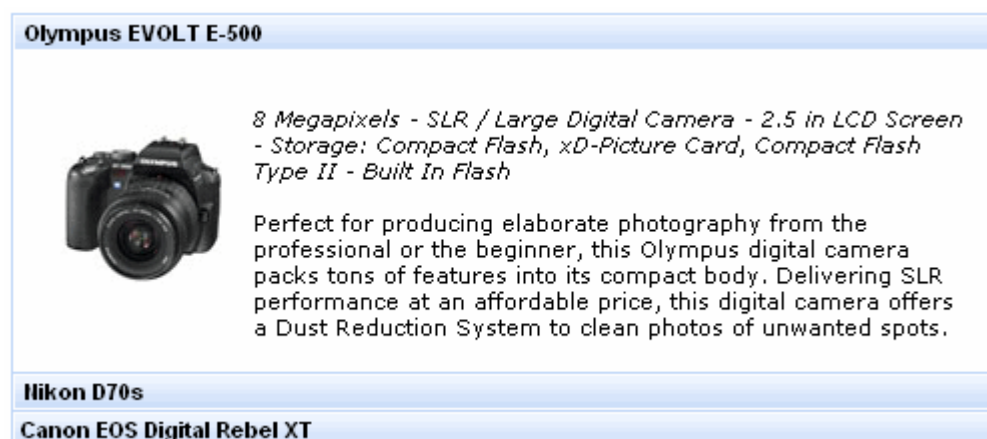 Olympus EVOLT E-500
OLYMPUS
8 Megapixels - SLR / Large Digital Camera - 2.5 in LCD Screen
- Storage: Compact Flash, xD-Picture Card, Compact Flash
Type II - Built In Flash
Perfect for producing elaborate photography from the
professional or the beginner, this Olympus digital camera
packs tons of features into its compact body. Delivering SLR
performance at an affordable price, this digital camera offers
a Dust Reduction System to clean photos of unwanted spots.
Nikon D70s
Canon EOS Digital Rebel XT